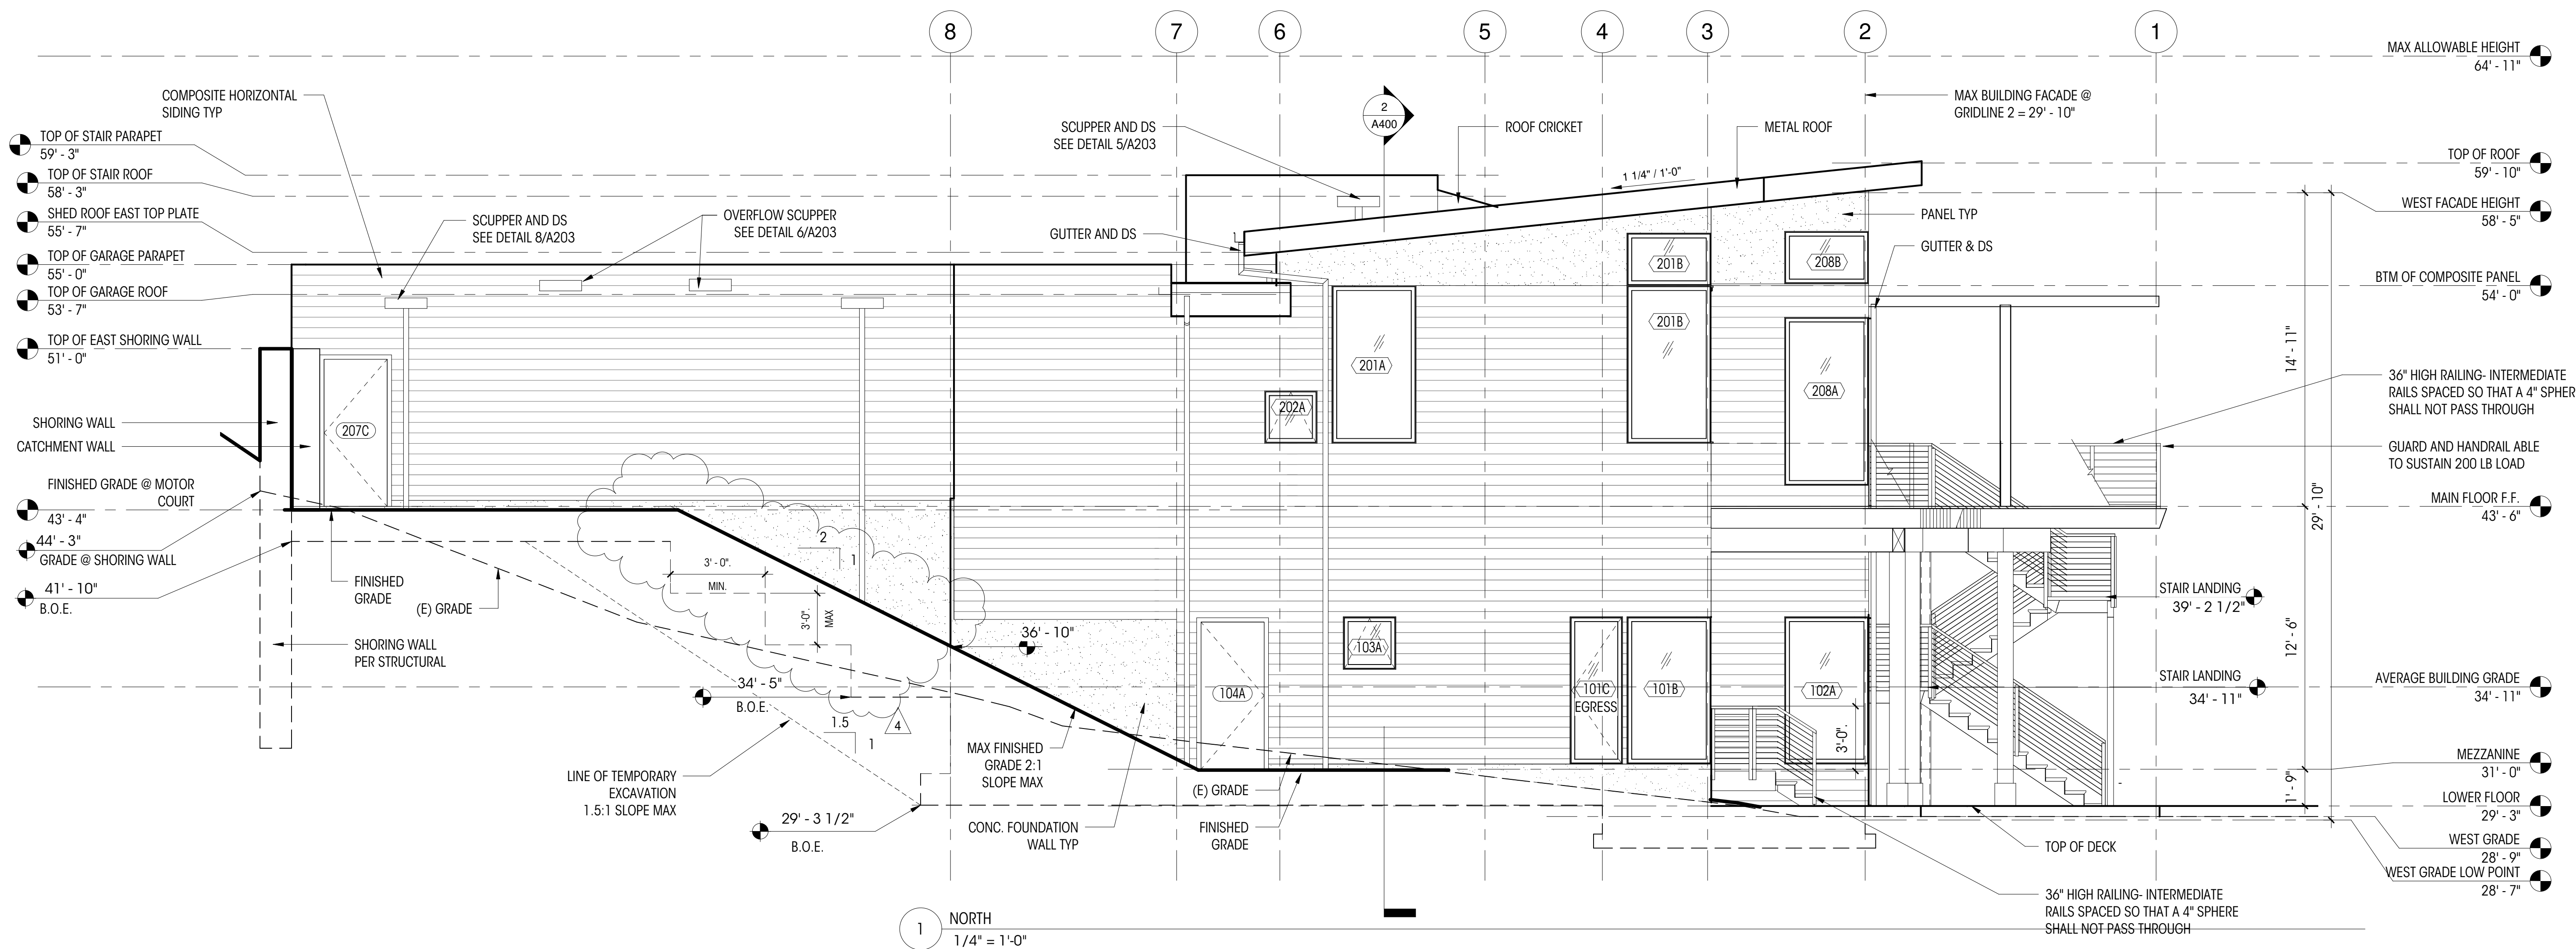 8
7
6
5
4
3
2
1
MAX ALLOWABLE HEIGHT
64' - 11"
COMPOSITE HORIZONTAL
SIDING TYP
TOP OF STAIR PARAPET
59' - 3"
TOP OF STAIR ROOF
58' - 3"
SHED ROOF EAST TOP PLATE
55' - 7"
TOP OF GARAGE PARAPET
55' - 0"
TOP OF GARAGE ROOF
53' - 7"
TOP OF EAST SHORING WALL
51' - 0"
SHORING WALL
CATCHMENT WALL
FINISHED GRADE @ MOTOR
COURT
43' - 4"
44' - 3"
GRADE @ SHORING WALL
41' - 10"
B.O.E.
SCUPPER AND DS
SEE DETAIL 8/A203
OVERFLOW SCUPPER
SEE DETAIL 6/A203
SCUPPER AND DS
SEE DETAIL 5/A203
GUTTER AND DS
2
A400
ROOF CRICKET
METAL ROOF
MAX BUILDING FACADE @
GRIDLINE 2 = 29' - 10"
1 1/4" / 1'-0"
PANEL TYP
GUTTER & DS
TOP OF ROOF
59' - 10"
WEST FACADE HEIGHT
58' - 5"
BTM OF COMPOSITE PANEL
54' - 0"
14' - 11"
36" HIGH RAILING- INTERMEDIATE
RAILS SPACED SO THAT A 4" SPHER
SHALL NOT PASS THROUGH
GUARD AND HANDRAIL ABLE
TO SUSTAIN 200 LB LOAD
29' - 10"
MAIN FLOOR F.F.
43' - 6"
STAIR LANDING
39' - 2 1/2"
12' - 6"
STAIR LANDING
34' - 11"
AVERAGE BUILDING GRADE
34' - 11"
MEZZANINE
31' - 0"
1' - 9"
LOWER FLOOR
29' - 3"
WEST GRADE
28' - 9"
WEST GRADE LOW POINT
28' - 7"
207C
201B
208B
201B
201A
202A
208A
103A
104A
101C
EGRESS
101B
102A
3'-0".
FINISHED
GRADE
(E) GRADE
SHORING WALL
PER STRUCTURAL
2
1
3' - 0".
MIN.
3'-0".
MAX
36' - 10"
34' - 5"
B.O.E.
1.5
1
4
LINE OF TEMPORARY
EXCAVATION
1.5:1 SLOPE MAX
29' - 3 1/2"
B.O.E.
MAX FINISHED
GRADE 2:1
SLOPE MAX
CONC. FOUNDATION
WALL TYP
(E) GRADE
FINISHED
GRADE
TOP OF DECK
36" HIGH RAILING- INTERMEDIATE
RAILS SPACED SO THAT A 4" SPHERE
SHALL NOT PASS THROUGH
1
NORTH
1/4" = 1'-0"